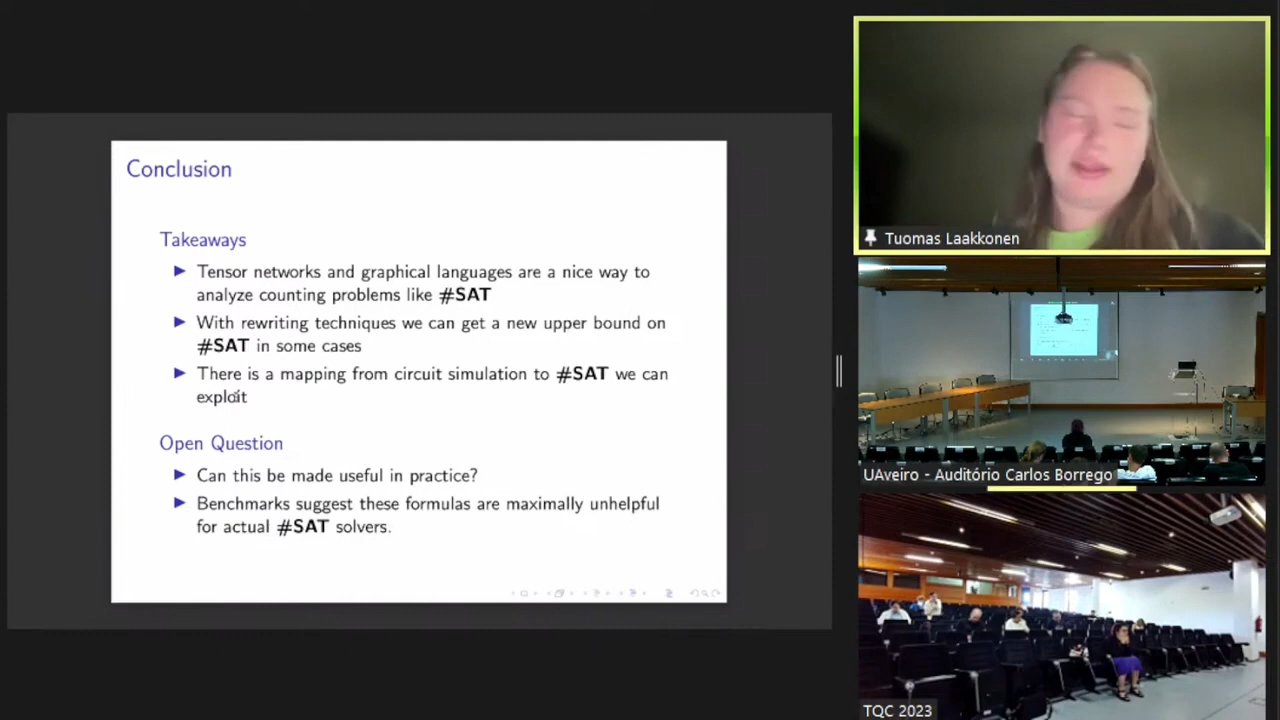 Conclusion
Takeaways
▶ Tensor networks and graphical languages are a nice way to
analyze counting problems like #SAT
▶ With rewriting techniques we can get a new upper bound on
#SAT in some cases
▶ There is a mapping from circuit simulation to #SAT we can
exploit
Open Question
▶ Can this be made useful in practice?
▶ Benchmarks suggest these formulas are maximally unhelpful
for actual #SAT solvers.
Tuomas Laakkonen
UAveiro - Auditório Carlos Borrego
TQC 2023